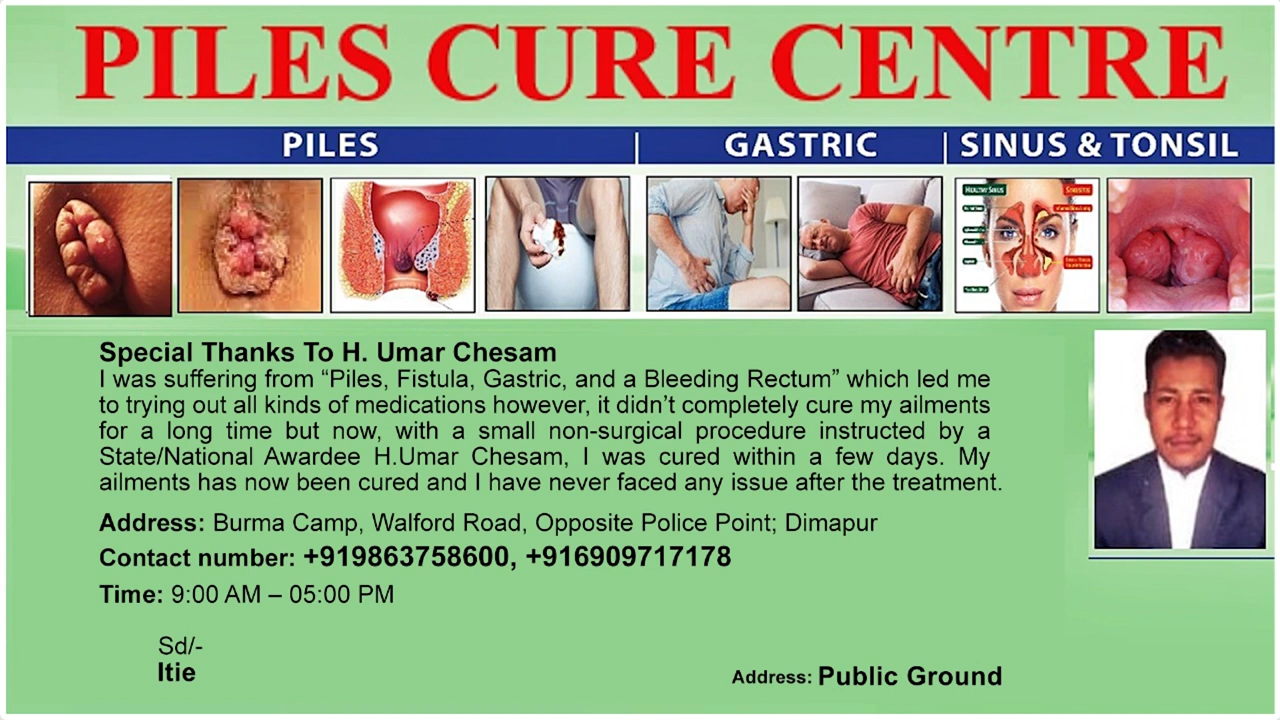 PILES CURE CENTRE
PILES | GASTRIC | SINUS & TONSIL
HEALTHY SINUS
SINUSITIS
Special Thanks To H. Umar Chesam
I was suffering from “Piles, Fistula, Gastric, and a Bleeding Rectum” which led me
to trying out all kinds of medications however, it didn’t completely cure my ailments
for a long time but now, with a small non-surgical procedure instructed by a
State/National Awardee H.Umar Chesam, I was cured within a few days. My
ailments has now been cured and I have never faced any issue after the treatment.
Address: Burma Camp, Walford Road, Opposite Police Point; Dimapur
Contact number: +919863758600, +916909717178
Time: 9:00 AM – 05:00 PM
Sd/-
Itie
Address: Public Ground